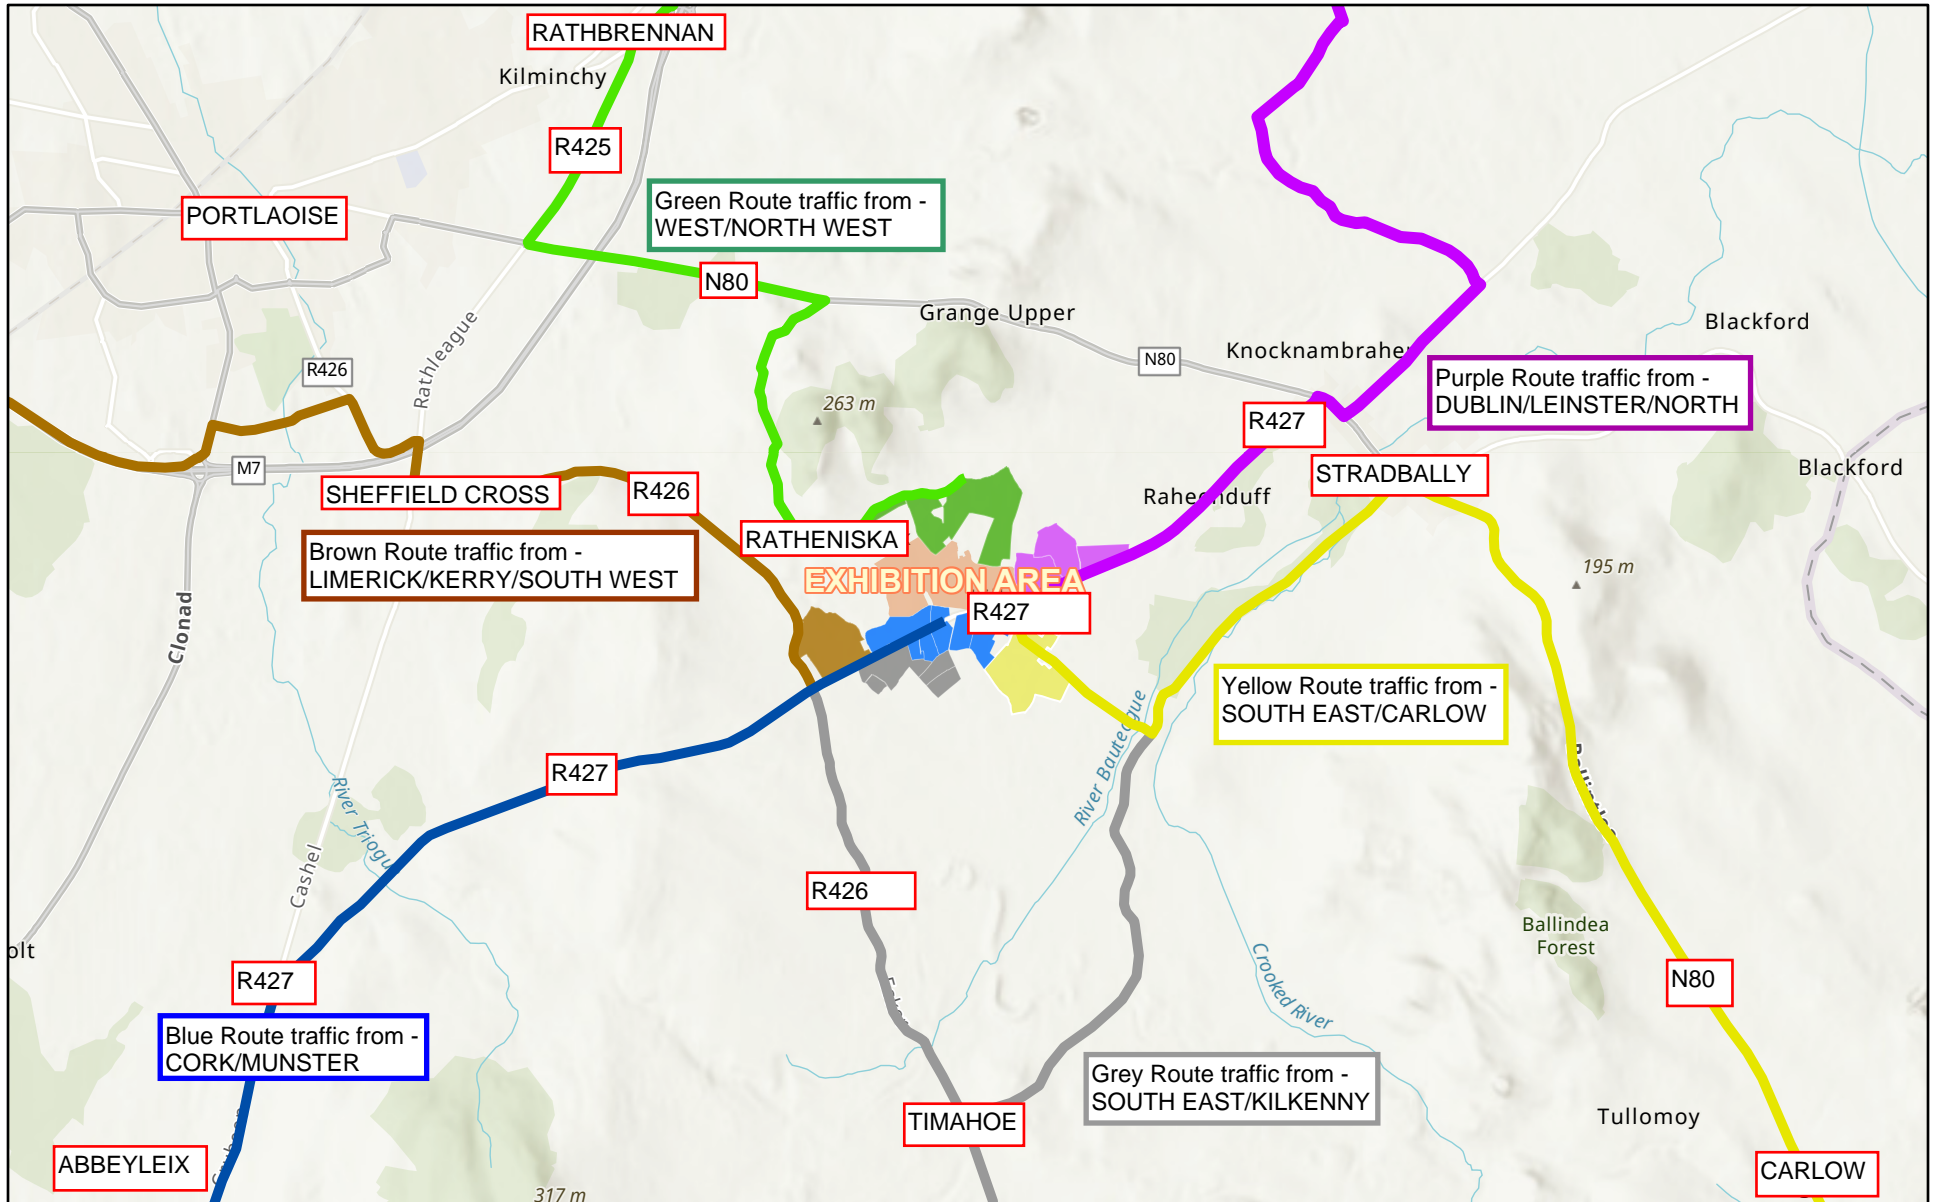 RATHBRENNAN
Kilminchy
R425
PORTLAOISE
Green Route traffic from -
WEST/NORTH WEST
N80
Grange Upper
Blackford
Knocknambraher
N80
R426
Rathleague
Purple Route traffic from -
DUBLIN/LEINSTER/NORTH
263 m
R427
M7
STRADBALLY
Blackford
SHEFFIELD CROSS
R426
RATHENISKA
Brown Route traffic from -
LIMERICK/KERRY/SOUTH WEST
EXHIBITION AREA
195 m
R427
Clonad
Yellow Route traffic from -
SOUTH EAST/CARLOW
River Bauteogue
R427
River Triogue
Cashel
R426
Ballindea
Forest
olt
R427
Crooked River
N80
Blue Route traffic from -
CORK/MUNSTER
Grey Route traffic from -
SOUTH EAST/KILKENNY
TIMAHOE
Tullomoy
ABBEYLEIX
CARLOW
317 m